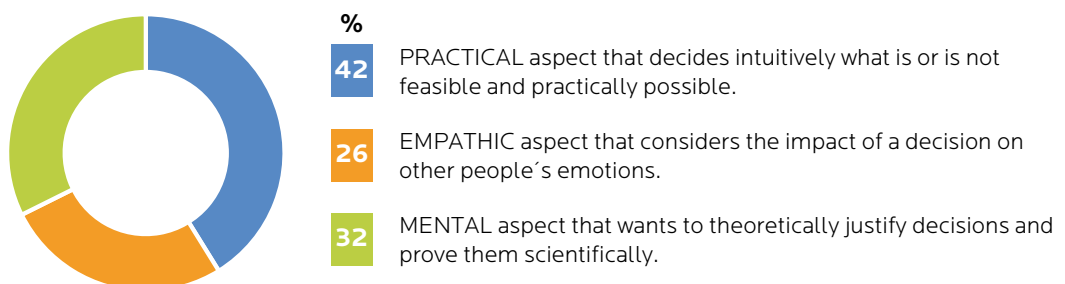 %
42 PRACTICAL aspect that decides intuitively what is or is not
feasible and practically possible.
26 EMPATHIC aspect that considers the impact of a decision on
other people´s emotions.
32 MENTAL aspect that wants to theoretically justify decisions and
prove them scientifically.